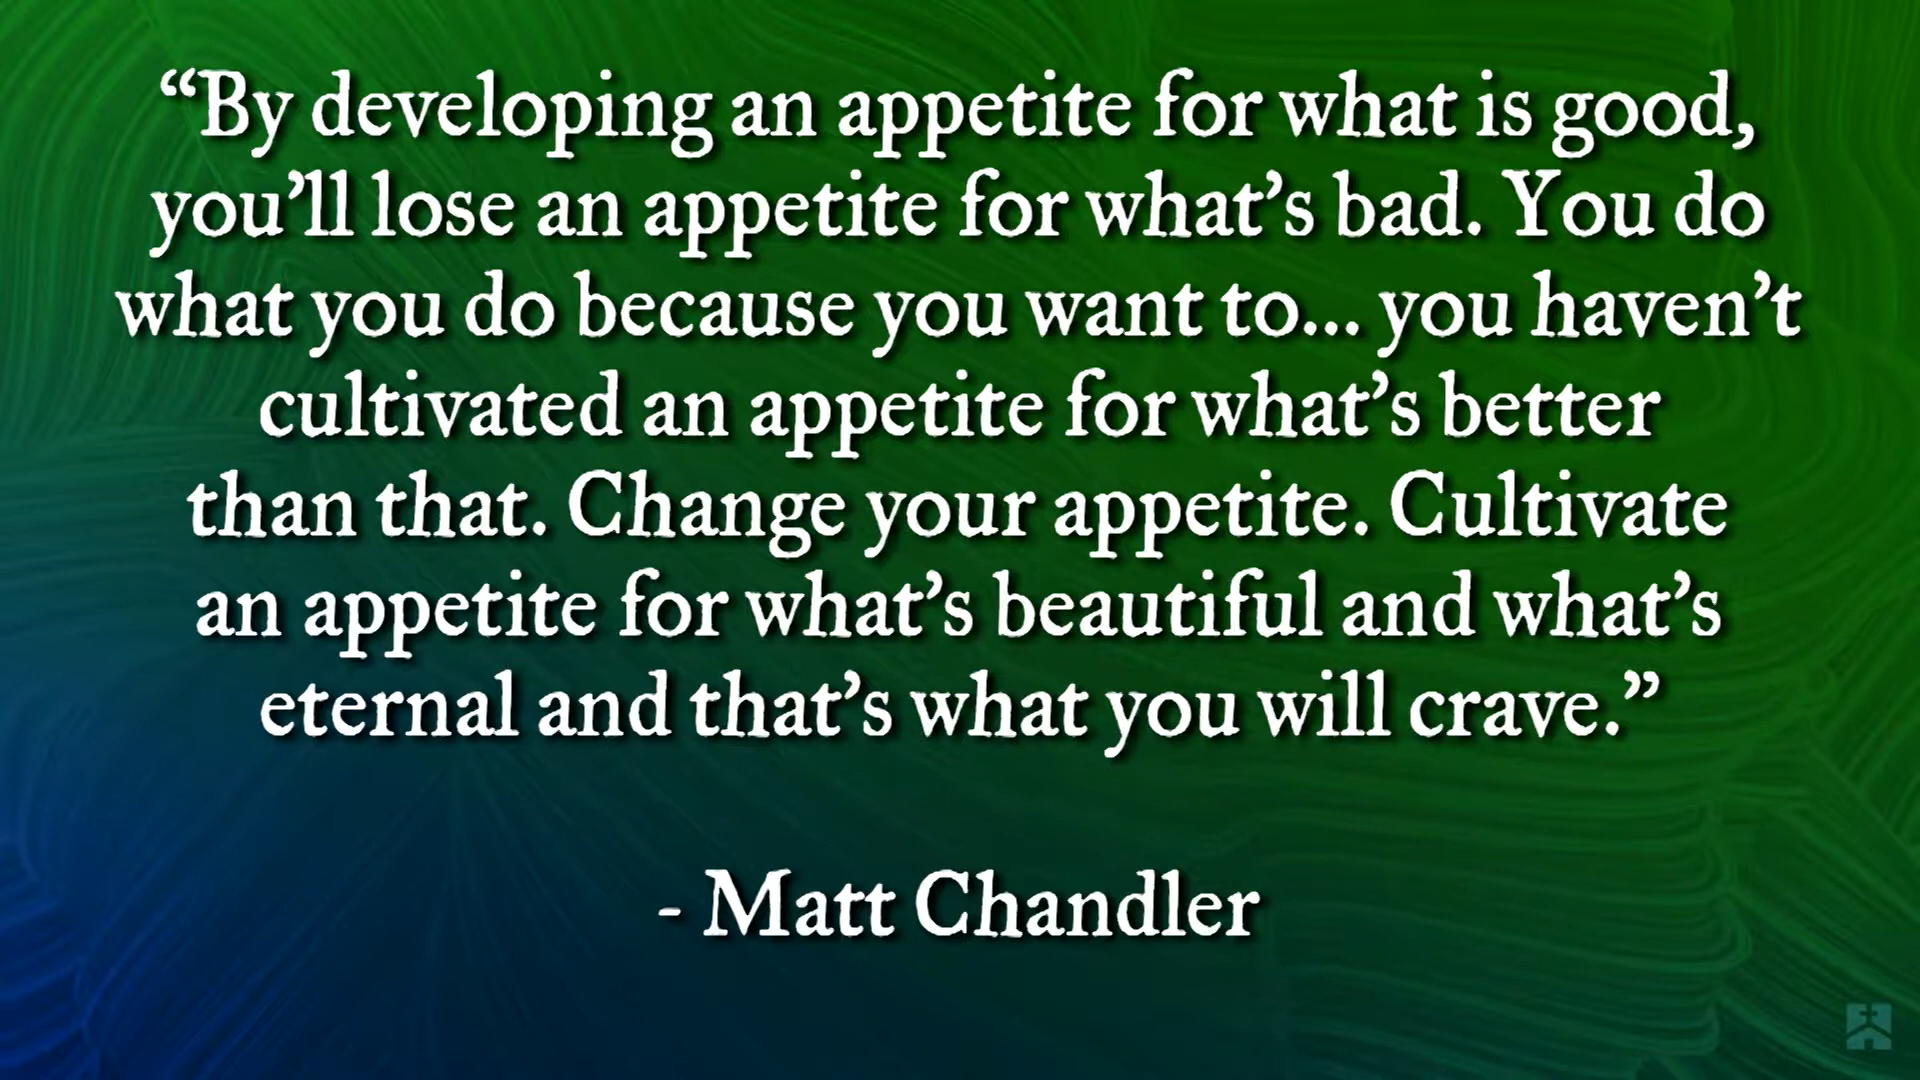 “By developing an appetite for what is good,
you’ll lose an appetite for what’s bad. You do
what you do because you want to... you haven’t
cultivated an appetite for what’s better
than that. Change your appetite. Cultivate
an appetite for what’s beautiful and what’s
eternal and that’s what you will crave.”
- Matt Chandler